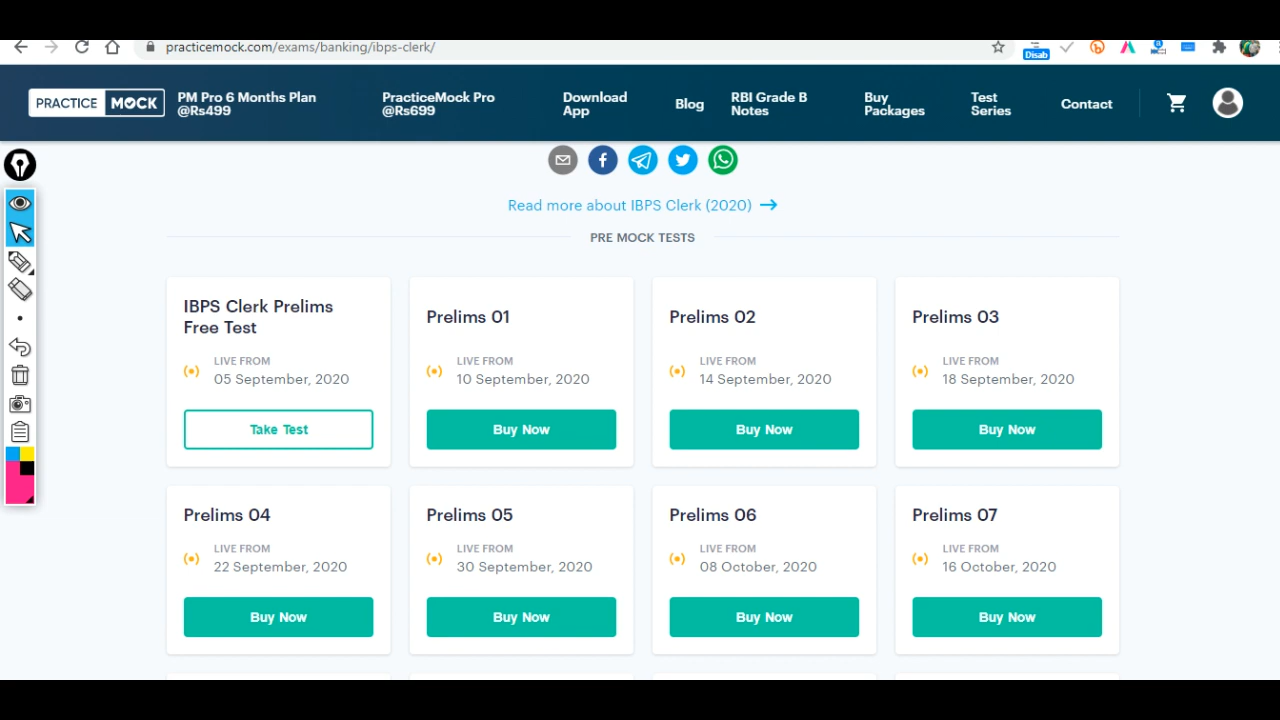 practicemock.com/exams/banking/ibps-clerk/
Disab
PRACTICE MOCK
PM Pro 6 Months Plan
@Rs499
PracticeMock Pro
@Rs699
Download
App
Blog
RBI Grade B
Notes
Buy
Packages
Test
Series
Contact
Read more about IBPS Clerk (2020) →
PRE MOCK TESTS
IBPS Clerk Prelims
Free Test
LIVE FROM
05 September, 2020
Take Test
Prelims 01
LIVE FROM
10 September, 2020
Buy Now
Prelims 02
LIVE FROM
14 September, 2020
Buy Now
Prelims 03
LIVE FROM
18 September, 2020
Buy Now
Prelims 04
LIVE FROM
22 September, 2020
Buy Now
Prelims 05
LIVE FROM
30 September, 2020
Buy Now
Prelims 06
LIVE FROM
08 October, 2020
Buy Now
Prelims 07
LIVE FROM
16 October, 2020
Buy Now